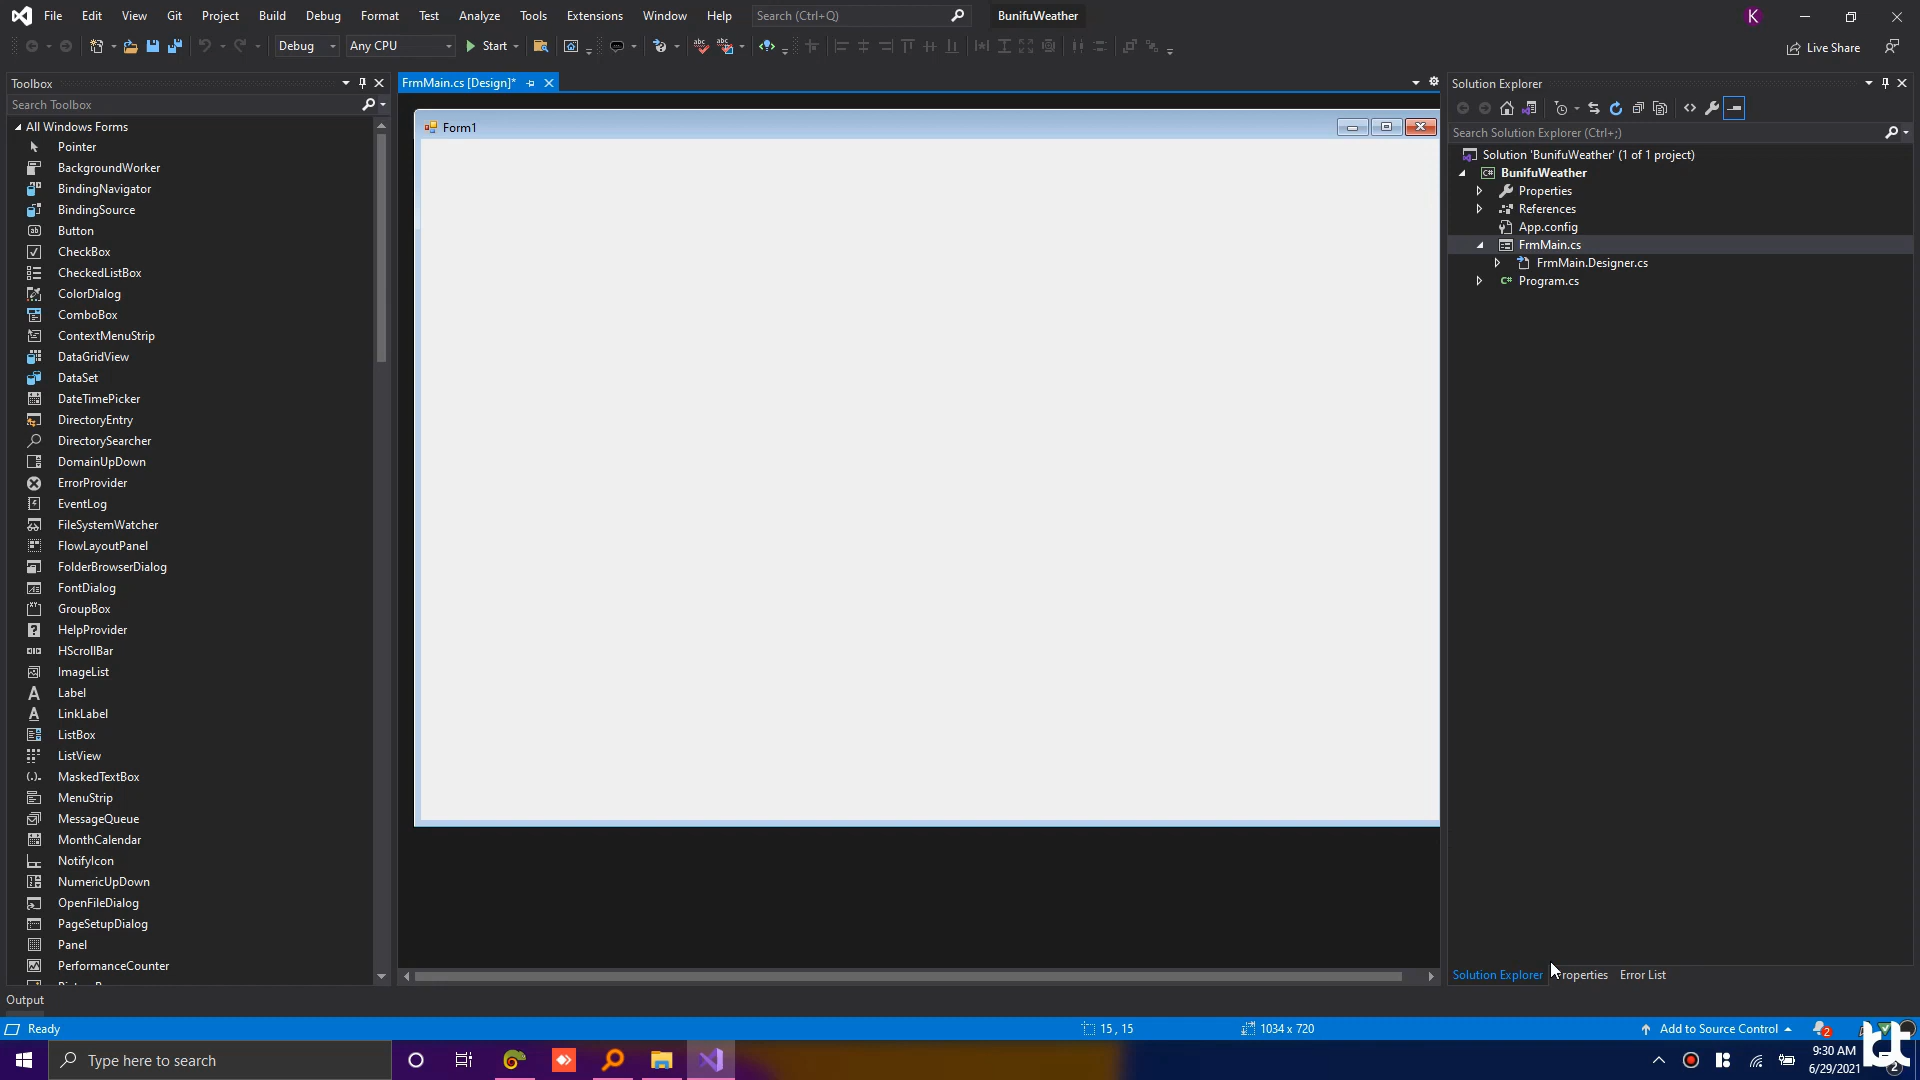 File Edit View Git Project Build Debug Format Test Analyze Tools Extensions Window Help Search (Ctrl+Q) BunifuWeather K
Debug Any CPU Start Live Share
Toolbox
Search Toolbox
All Windows Forms
Pointer
BackgroundWorker
BindingNavigator
BindingSource
Button
CheckBox
CheckedListBox
ColorDialog
ComboBox
ContextMenuStrip
DataGridView
DataSet
DateTimePicker
DirectoryEntry
DirectorySearcher
DomainUpDown
ErrorProvider
EventLog
FileSystemWatcher
FlowLayoutPanel
FolderBrowserDialog
FontDialog
GroupBox
HelpProvider
HScrollBar
ImageList
Label
LinkLabel
ListBox
ListView
MaskedTextBox
MenuStrip
MessageQueue
MonthCalendar
NotifyIcon
NumericUpDown
OpenFileDialog
PageSetupDialog
Panel
PerformanceCounter
FrmMain.cs [Design]*
Form1
Solution Explorer
Search Solution Explorer (Ctrl+;)
Solution 'BunifuWeather' (1 of 1 project)
BunifuWeather
Properties
References
App.config
FrmMain.cs
FrmMain.Designer.cs
Program.cs
Solution Explorer Properties Error List
Output
Ready 15 , 15 1034 x 720 Add to Source Control 2
Type here to search 9:30 AM
6/29/2021 2